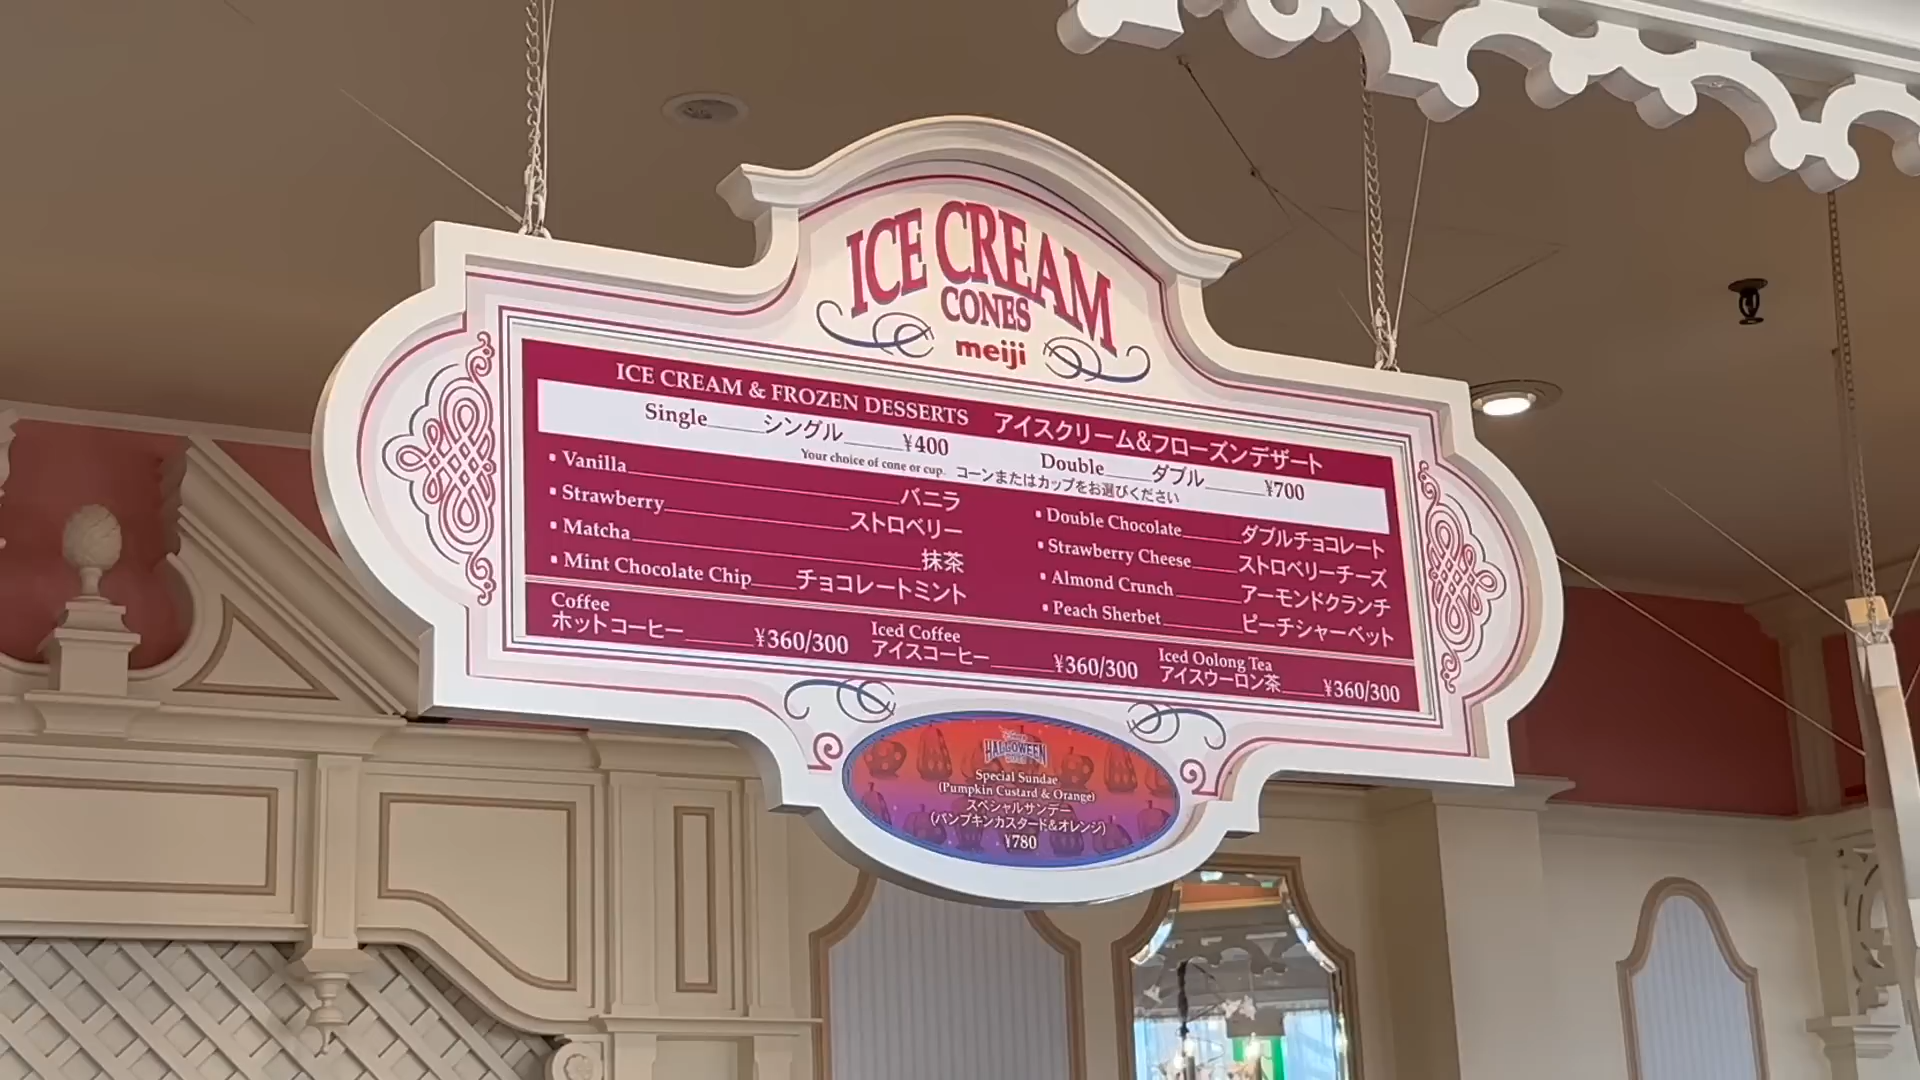 ICE CREAM
CONES
meiji
ICE CREAM & FROZEN DESSERTS アイスクリーム&フローズンデザート
Single シングル ¥400 Double ダブル ¥700
Your choice of cone or cup. コーンまたはカップをお選びください
• Vanilla バニラ
• Strawberry ストロベリー
• Matcha 抹茶
• Mint Chocolate Chip チョコレートミント
• Double Chocolate ダブルチョコレート
• Strawberry Cheese ストロベリーチーズ
• Almond Crunch アーモンドクランチ
• Peach Sherbet ピーチシャーベット
Coffee
ホットコーヒー ¥360/300
Iced Coffee
アイスコーヒー ¥360/300
Iced Oolong Tea
アイスウーロン茶 ¥360/300
HALLOWEEN
Special Sundae
(Pumpkin Custard & Orange)
スペシャルサンデー
(パンプキンカスタード&オレンジ)
¥780